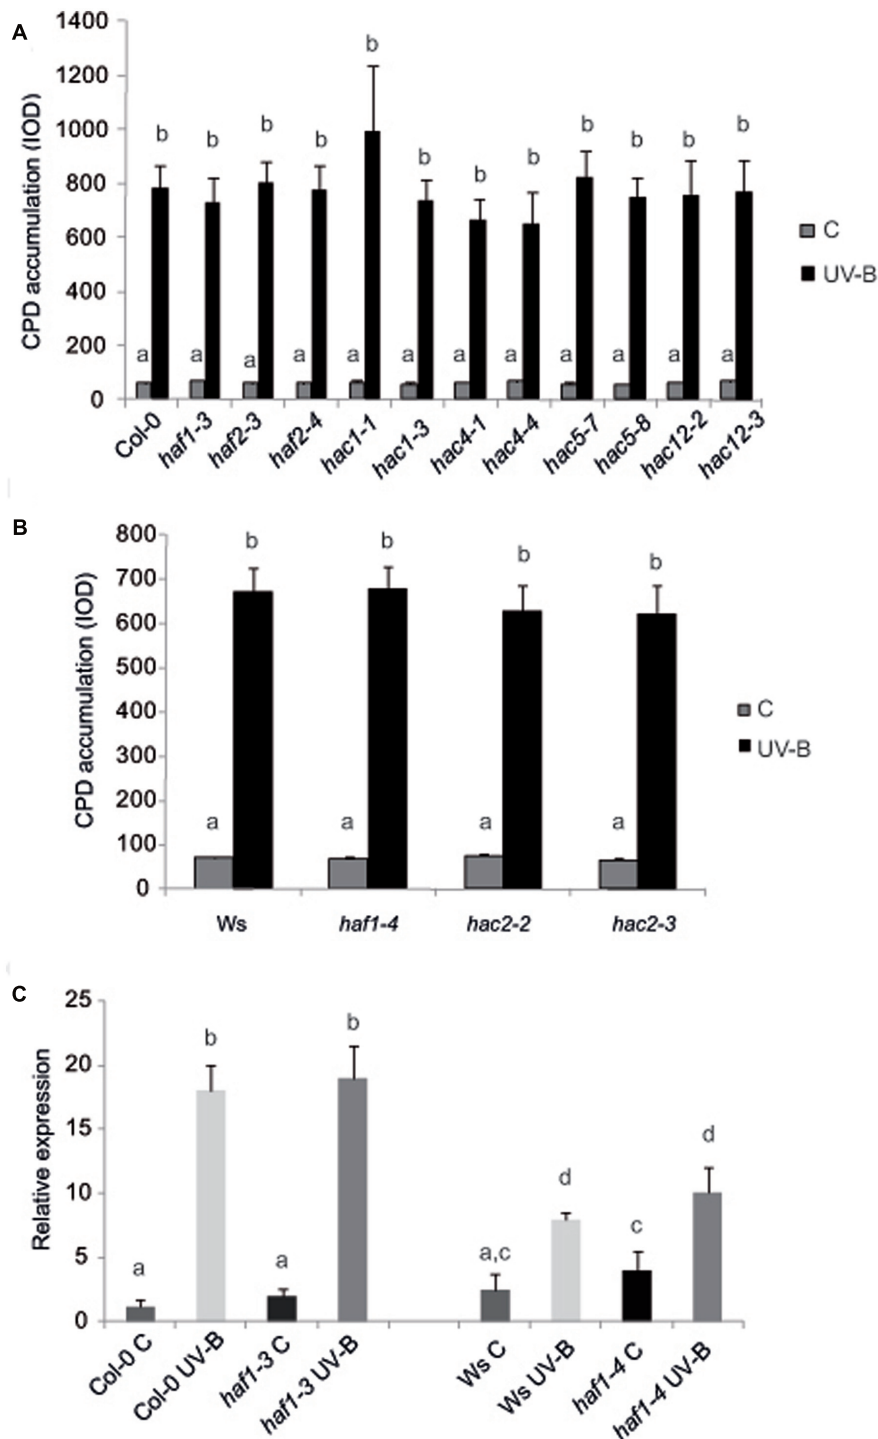 A
CPD accumulation (IOD)
1400
1200
1000
800
600
400
200
0
b b b b b b b b b b b b
a a a a a a a a a a a a
C
UV-B
Col-0 haf1-3 haf2-3 haf2-4 hac1-1 hac1-3 hac4-1 hac4-4 hac5-7 hac5-8 hac12-2 hac12-3
B
CPD accumulation (IOD)
800
700
600
500
400
300
200
100
0
b b b b
a a a a
C
UV-B
Ws haf1-4 hac2-2 hac2-3
C
Relative expression
25
20
15
10
5
0
a b a b a,c d c d
Col-0 C Col-0 UV-B haf1-3 C haf1-3 UV-B Ws C Ws UV-B haf1-4 C haf1-4 UV-B